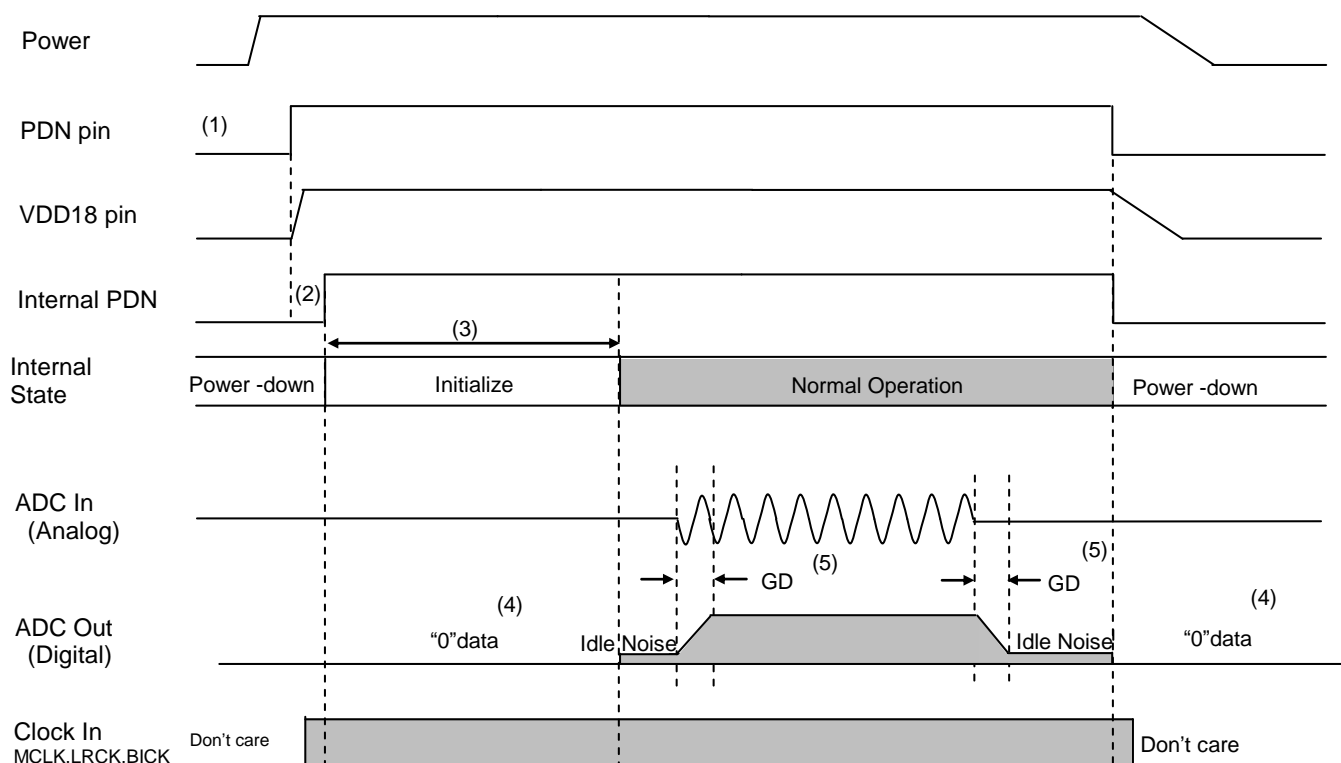 Power
PDN pin
(1)
VDD18 pin
Internal PDN
(2)
(3)
Internal
State
Power -down
Initialize
Normal Operation
Power -down
ADC In
(Analog)
(5)
(5)
GD
GD
(4)
(4)
ADC Out
(Digital)
“0”data
Idle Noise
Idle Noise
“0”data
Clock In
MCLK,LRCK,BICK
Don’t care
Don’t care